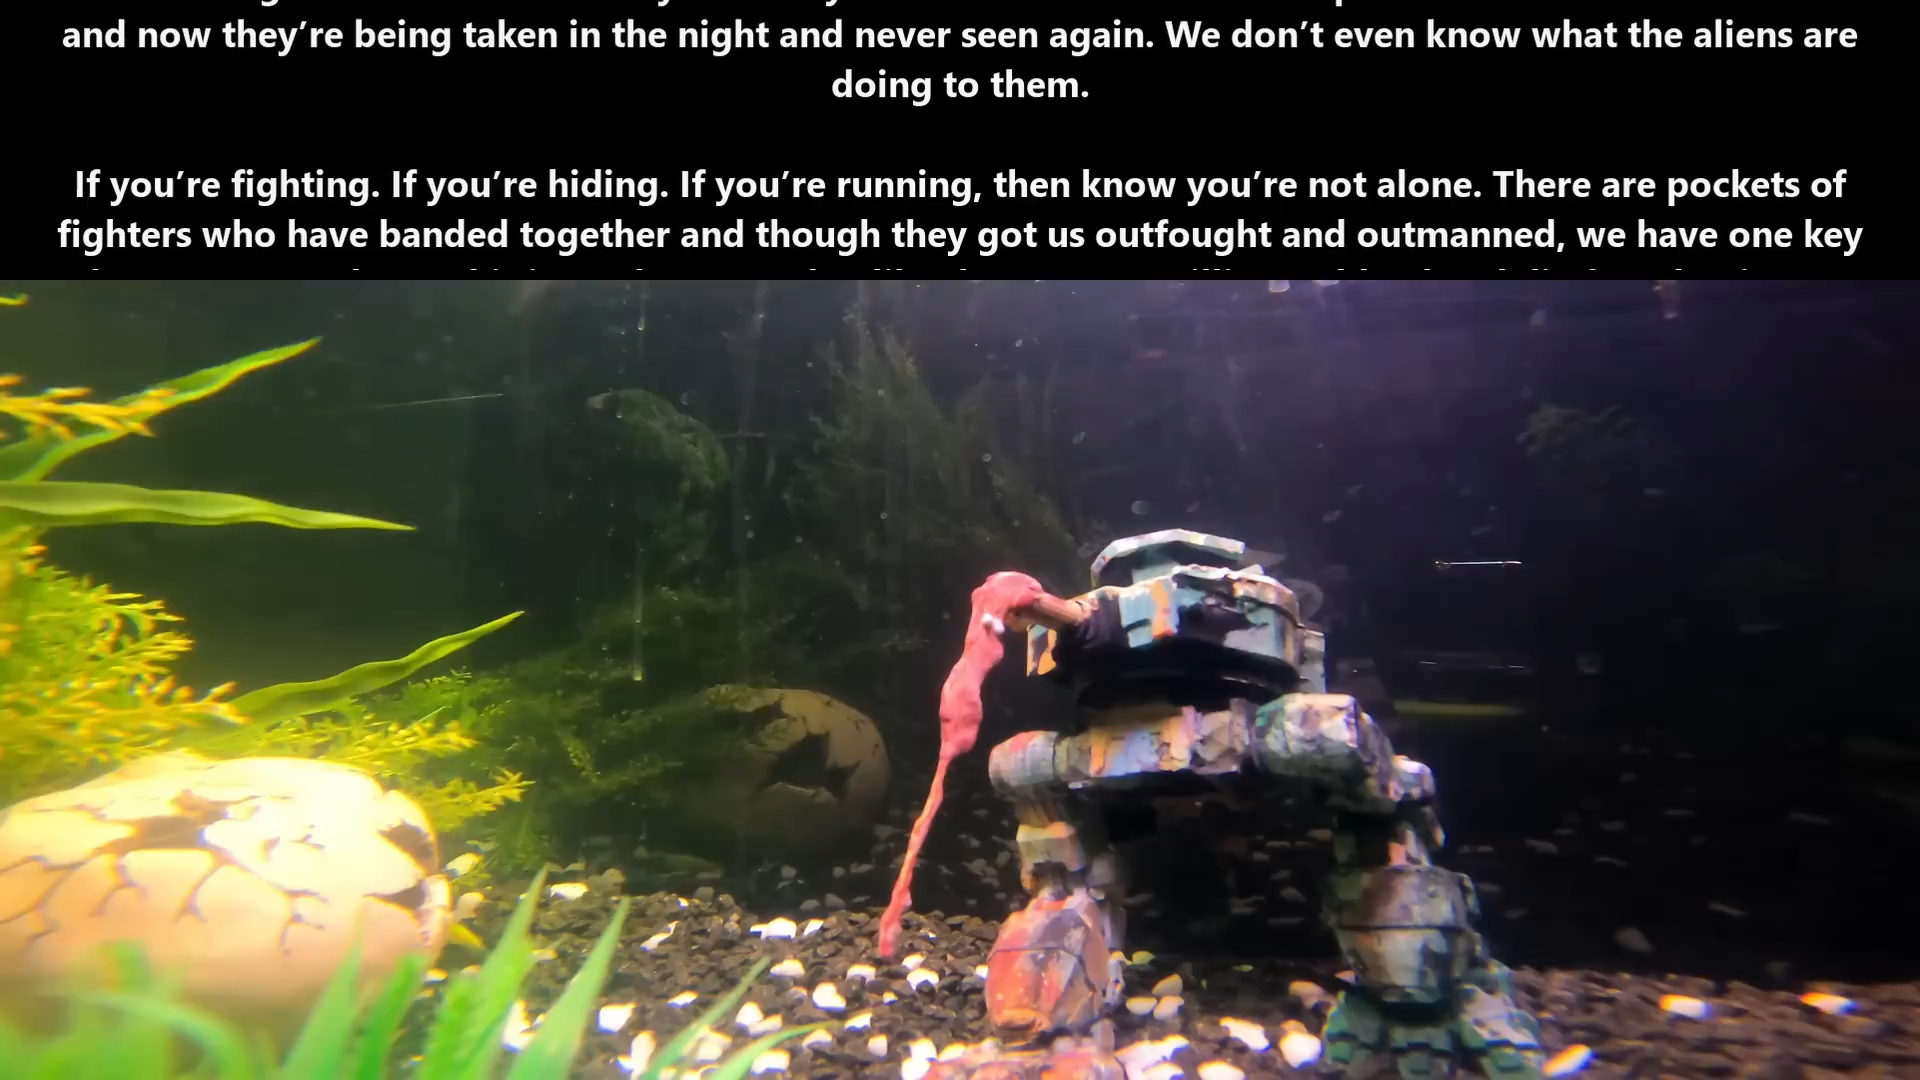 and now they’re being taken in the night and never seen again. We don’t even know what the aliens are
doing to them.
If you’re fighting. If you’re hiding. If you’re running, then know you’re not alone. There are pockets of
fighters who have banded together and though they got us outfought and outmanned, we have one key